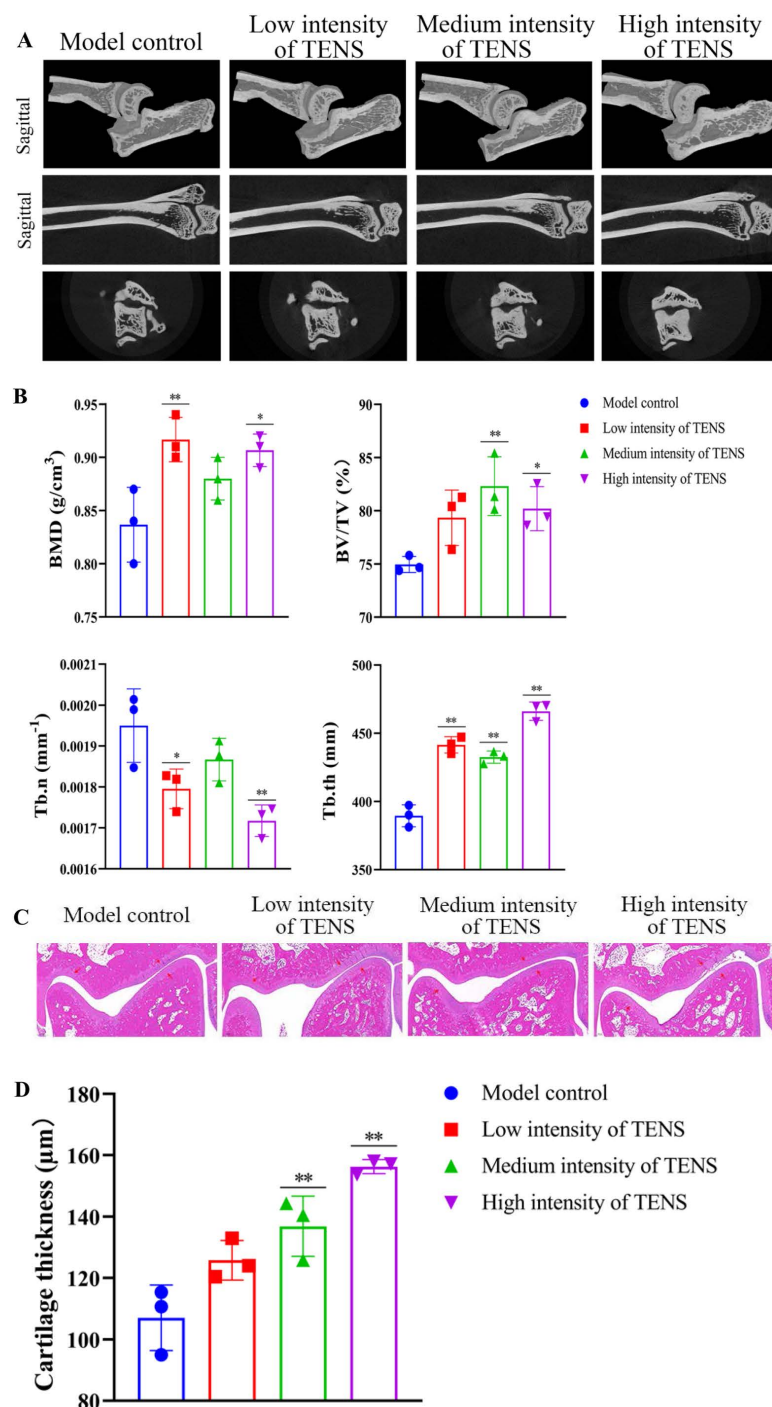 A
Model control
Low intensity
of TENS
Medium intensity
of TENS
High intensity
of TENS
Sagittal
Sagittal
B
BMD (g/cm³)
0.95
0.90
0.85
0.80
0.75
**
*
BV/TV (%)
90
85
80
75
70
**
*
Model control
Low intensity of TENS
Medium intensity of TENS
High intensity of TENS
Tb.n (mm⁻¹)
0.0021
0.0020
0.0019
0.0018
0.0017
0.0016
*
**
Tb.th (mm)
500
450
400
350
**
**
**
C
Model control
Low intensity
of TENS
Medium intensity
of TENS
High intensity
of TENS
D
Cartilage thickness (μm)
180
160
140
120
100
80
**
**
Model control
Low intensity of TENS
Medium intensity of TENS
High intensity of TENS